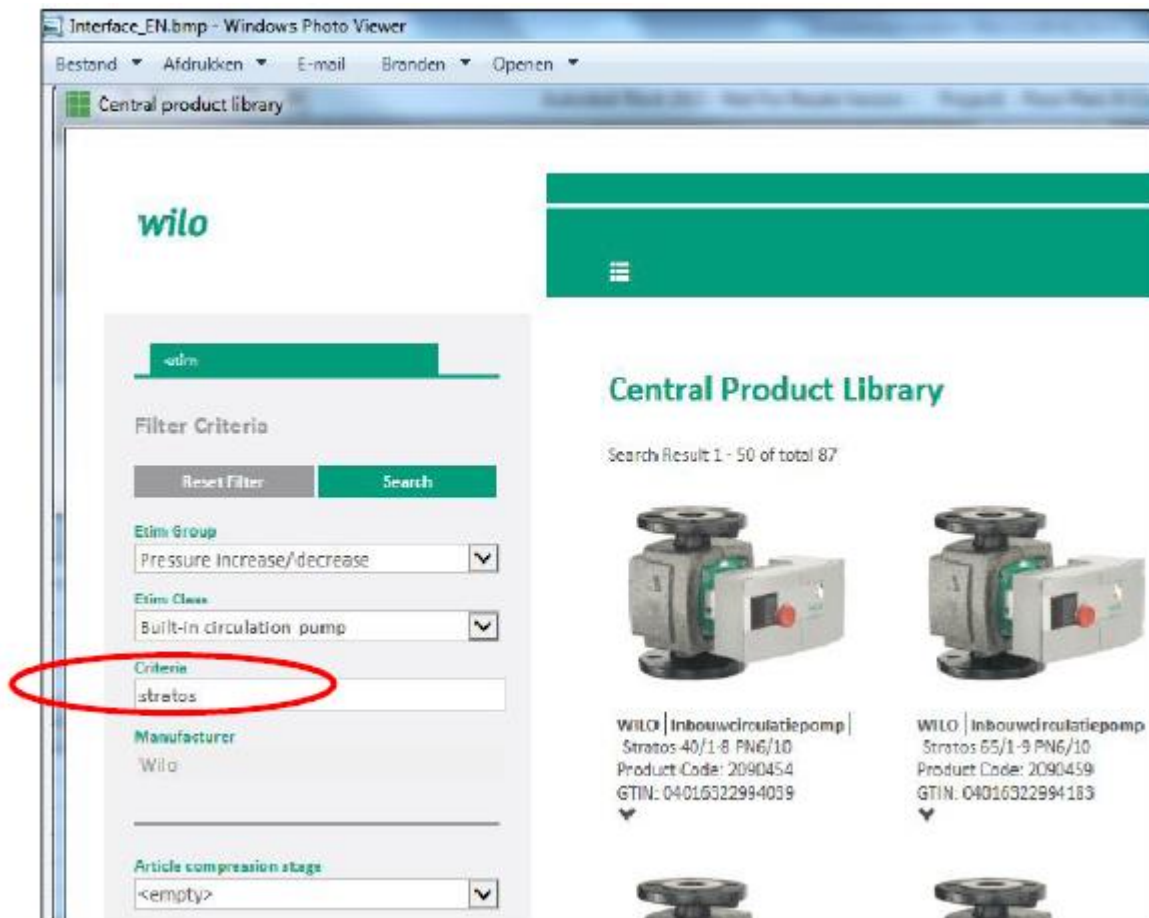 Interface_EN.bmp - Windows Photo Viewer
Bestand Afdrukken E-mail Branden Openen
Central product library
wilo
etim
Filter Criteria
Reset Filter Search
Etim Group
Pressure increase/decrease
Etim Class
Built-in circulation pump
Criteria
stratos
Manufacturer
Wilo
Article compression stage
<empty>
Central Product Library
Search Result 1 - 50 of total 87
WILO | Inbouwcirculatiepomp |
Stratos 40/1-8 PN6/10
Product Code: 2090454
GTIN: 04016322994039
WILO | Inbouwcirculatiepomp
Stratos 65/1-9 PN6/10
Product Code: 2090459
GTIN: 04016322994183